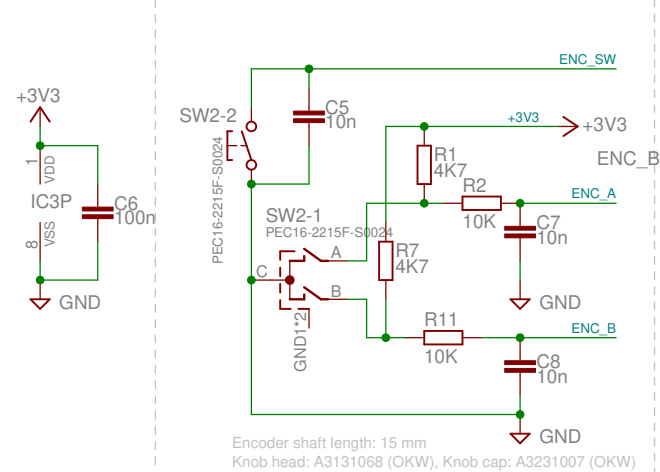 ENC_SW
+3V3
SW2-2
C5
10n
PEC16-2215F-S0024
+3V3
+3V3
ENC_B
1
VDD
IC3P
C6
100n
8
VSS
GND
R1
4K7
R2
10K
ENC_A
C7
10n
GND
SW2-1
PEC16-2215F-S0024
A
B
C
GND1*2
R7
4K7
R11
10K
ENC_B
C8
10n
GND
Encoder shaft length: 15 mm
Knob head: A3131068 (OKW), Knob cap: A3231007 (OKW)